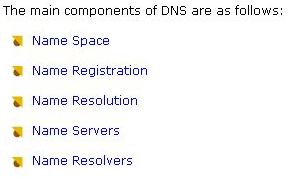 The main components of DNS are as follows:
Name Space
Name Registration
Name Resolution
Name Servers
Name Resolvers